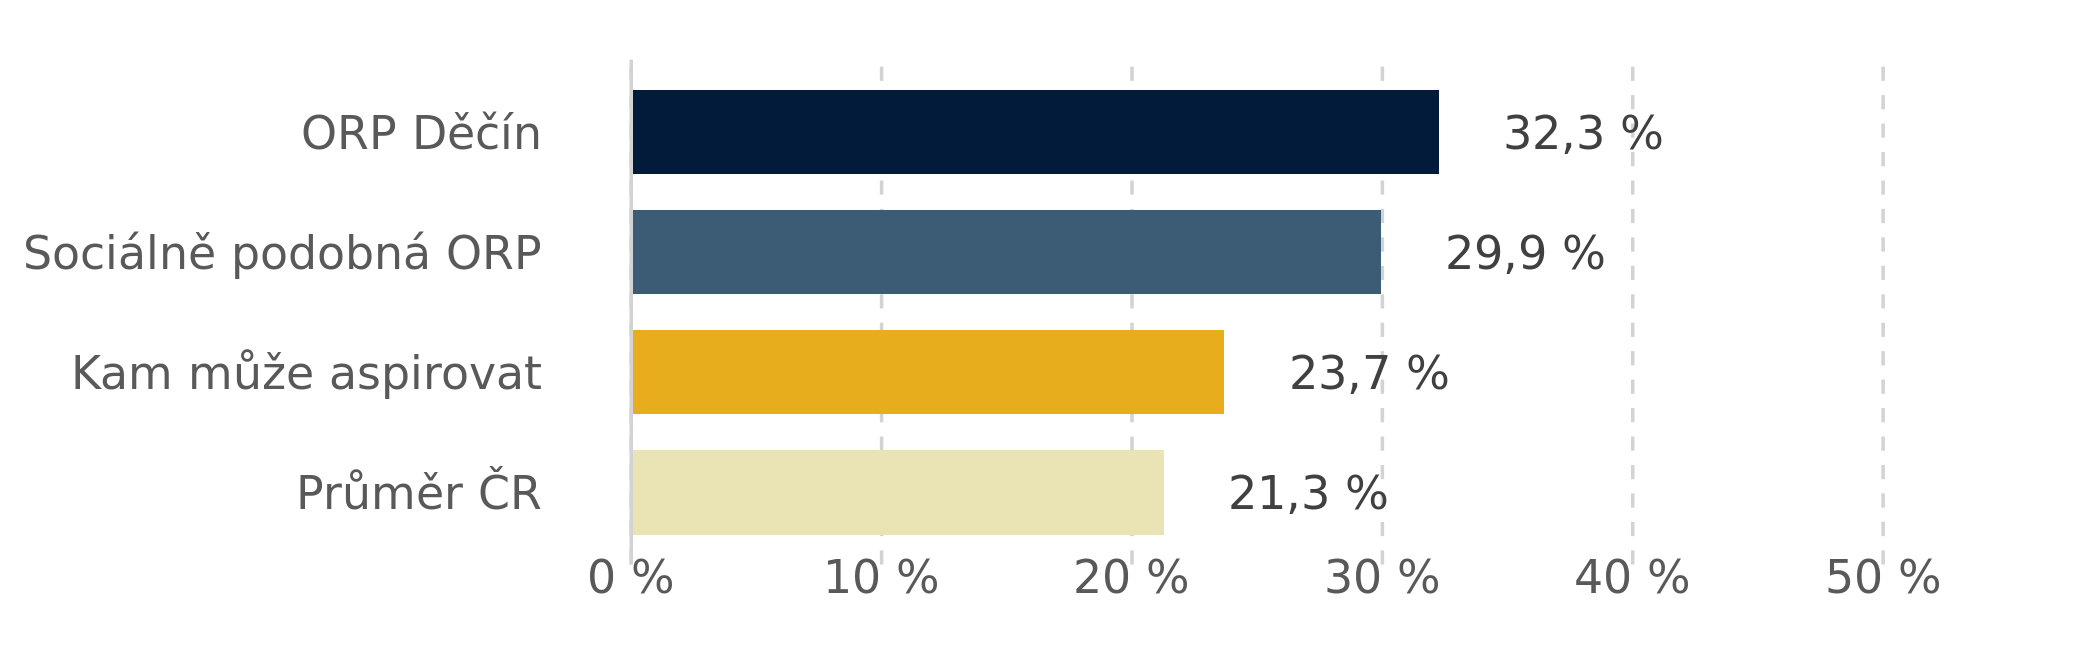 ORP Děčín 32,3 %
Sociálně podobná ORP 29,9 %
Kam může aspirovat 23,7 %
Průměr ČR 21,3 %
0 % 10 % 20 % 30 % 40 % 50 %